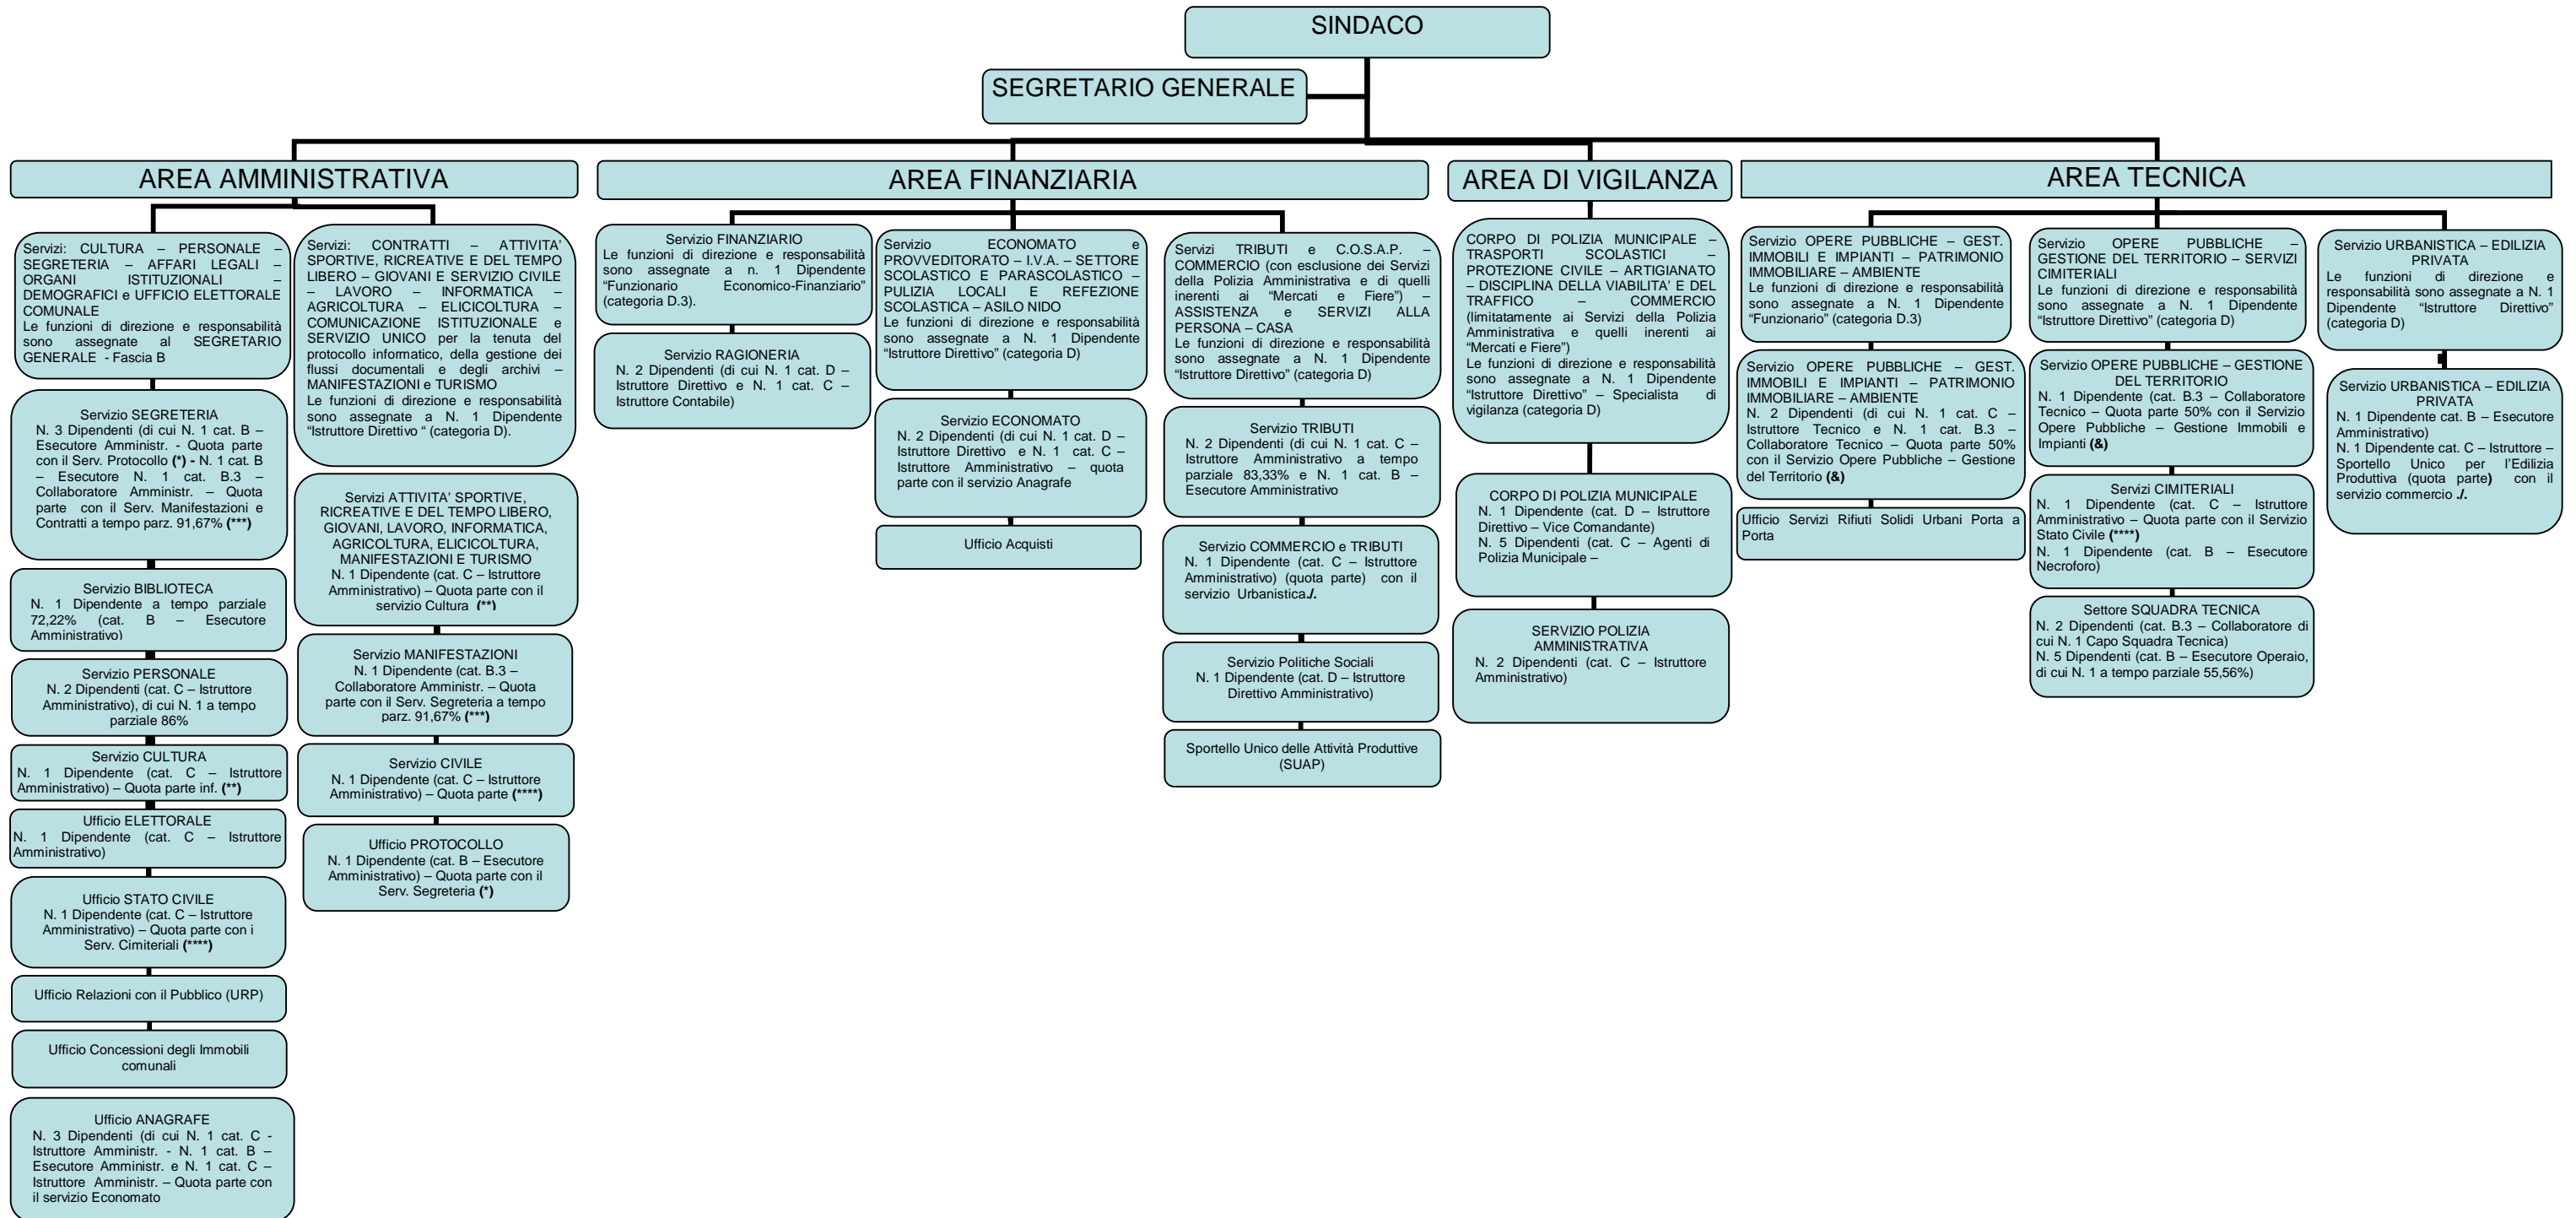 SINDACO
SEGRETARIO GENERALE
AREA AMMINISTRATIVA
Servizi: CULTURA – PERSONALE –
SEGRETERIA – AFFARI LEGALI –
ORGANI ISTITUZIONALI –
DEMOGRAFICI e UFFICIO ELETTORALE
COMUNALE
Le funzioni di direzione e responsabilità
sono assegnate al SEGRETARIO
GENERALE - Fascia B
Servizio SEGRETERIA
N. 3 Dipendenti (di cui N. 1 cat. B –
Esecutore Amministr. - Quota parte
con il Serv. Protocollo (*) - N. 1 cat. B
– Esecutore N. 1 cat. B.3 –
Collaboratore Amministr. – Quota
parte con il Serv. Manifestazioni e
Contratti a tempo parz. 91,67% (***)
Servizio BIBLIOTECA
N. 1 Dipendente a tempo parziale
72,22% (cat. B – Esecutore
Amministrativo)
Servizio PERSONALE
N. 2 Dipendenti (cat. C – Istruttore
Amministrativo), di cui N. 1 a tempo
parziale 86%
Servizio CULTURA
N. 1 Dipendente (cat. C – Istruttore
Amministrativo) – Quota parte inf. (**)
Ufficio ELETTORALE
N. 1 Dipendente (cat. C – Istruttore
Amministrativo)
Ufficio STATO CIVILE
N. 1 Dipendente (cat. C – Istruttore
Amministrativo) – Quota parte con i
Serv. Cimiteriali (****)
Ufficio Relazioni con il Pubblico (URP)
Ufficio Concessioni degli Immobili
comunali
Ufficio ANAGRAFE
N. 3 Dipendenti (di cui N. 1 cat. C -
Istruttore Amministr. - N. 1 cat. B –
Esecutore Amministr. e N. 1 cat. C –
Istruttore Amministr. – Quota parte con
il servizio Economato
Servizi: CONTRATTI – ATTIVITA’
SPORTIVE, RICREATIVE E DEL TEMPO
LIBERO – GIOVANI E SERVIZIO CIVILE
– LAVORO – INFORMATICA –
AGRICOLTURA – ELICICOLTURA –
COMUNICAZIONE ISTITUZIONALE e
SERVIZIO UNICO per la tenuta del
protocollo informatico, della gestione dei
flussi documentali e degli archivi –
MANIFESTAZIONI e TURISMO
Le funzioni di direzione e responsabilità
sono assegnate a N. 1 Dipendente
“Istruttore Direttivo “ (categoria D).
Servizi ATTIVITA’ SPORTIVE,
RICREATIVE E DEL TEMPO LIBERO,
GIOVANI, LAVORO, INFORMATICA,
AGRICOLTURA, ELICICOLTURA,
MANIFESTAZIONI E TURISMO
N. 1 Dipendente (cat. C – Istruttore
Amministrativo) – Quota parte con il
servizio Cultura (**)
Servizio MANIFESTAZIONI
N. 1 Dipendente (cat. B.3 –
Collaboratore Amministr. – Quota
parte con il Serv. Segreteria a tempo
parz. 91,67% (***)
Servizio CIVILE
N. 1 Dipendente (cat. C – Istruttore
Amministrativo) – Quota parte (****)
Ufficio PROTOCOLLO
N. 1 Dipendente (cat. B – Esecutore
Amministrativo) – Quota parte con il
Serv. Segreteria (*)
AREA FINANZIARIA
Servizio FINANZIARIO
Le funzioni di direzione e responsabilità
sono assegnate a n. 1 Dipendente
“Funzionario Economico-Finanziario”
(categoria D.3).
Servizio RAGIONERIA
N. 2 Dipendenti (di cui N. 1 cat. D –
Istruttore Direttivo e N. 1 cat. C –
Istruttore Contabile)
Servizio ECONOMATO e
PROVVEDITORATO – I.V.A. – SETTORE
SCOLASTICO E PARASCOLASTICO –
PULIZIA LOCALI E REFEZIONE
SCOLASTICA – ASILO NIDO
Le funzioni di direzione e responsabilità
sono assegnate a N. 1 Dipendente
“Istruttore Direttivo” (categoria D)
Servizio ECONOMATO
N. 2 Dipendenti (di cui N. 1 cat. D –
Istruttore Direttivo e N. 1 cat. C –
Istruttore Amministrativo – quota
parte con il servizio Anagrafe
Ufficio Acquisti
Servizi TRIBUTI e C.O.S.A.P. –
COMMERCIO (con esclusione dei Servizi
della Polizia Amministrativa e di quelli
inerenti ai “Mercati e Fiere”) –
ASSISTENZA e SERVIZI ALLA
PERSONA – CASA
Le funzioni di direzione e responsabilità
sono assegnate a N. 1 Dipendente
“Istruttore Direttivo” (categoria D)
Servizio TRIBUTI
N. 2 Dipendenti (di cui N. 1 cat. C –
Istruttore Amministrativo a tempo
parziale 83,33% e N. 1 cat. B –
Esecutore Amministrativo
Servizio COMMERCIO e TRIBUTI
N. 1 Dipendente (cat. C – Istruttore
Amministrativo) (quota parte) con il
servizio Urbanistica./.
Servizio Politiche Sociali
N. 1 Dipendente (cat. D – Istruttore
Direttivo Amministrativo)
Sportello Unico delle Attività Produttive
(SUAP)
AREA DI VIGILANZA
CORPO DI POLIZIA MUNICIPALE –
TRASPORTI SCOLASTICI –
PROTEZIONE CIVILE – ARTIGIANATO
– DISCIPLINA DELLA VIABILITA’ E DEL
TRAFFICO – COMMERCIO
(limitatamente ai Servizi della Polizia
Amministrativa e quelli inerenti ai
“Mercati e Fiere”)
Le funzioni di direzione e responsabilità
sono assegnate a N. 1 Dipendente
“Istruttore Direttivo” – Specialista di
vigilanza (categoria D)
CORPO DI POLIZIA MUNICIPALE
N. 1 Dipendente (cat. D – Istruttore
Direttivo – Vice Comandante)
N. 5 Dipendenti (cat. C – Agenti di
Polizia Municipale –
SERVIZIO POLIZIA
AMMINISTRATIVA
N. 2 Dipendenti (cat. C – Istruttore
Amministrativo)
AREA TECNICA
Servizio OPERE PUBBLICHE – GEST.
IMMOBILI E IMPIANTI – PATRIMONIO
IMMOBILIARE – AMBIENTE
Le funzioni di direzione e responsabilità
sono assegnate a N. 1 Dipendente
“Funzionario” (categoria D.3)
Servizio OPERE PUBBLICHE – GEST.
IMMOBILI E IMPIANTI – PATRIMONIO
IMMOBILIARE – AMBIENTE
N. 2 Dipendenti (di cui N. 1 cat. C –
Istruttore Tecnico e N. 1 cat. B.3 –
Collaboratore Tecnico – Quota parte 50%
con il Servizio Opere Pubbliche – Gestione
del Territorio (&)
Ufficio Servizi Rifiuti Solidi Urbani Porta a
Porta
Servizio OPERE PUBBLICHE –
GESTIONE DEL TERRITORIO – SERVIZI
CIMITERIALI
Le funzioni di direzione e responsabilità
sono assegnate a N. 1 Dipendente
“Istruttore Direttivo” (categoria D)
Servizio OPERE PUBBLICHE – GESTIONE
DEL TERRITORIO
N. 1 Dipendente (cat. B.3 – Collaboratore
Tecnico – Quota parte 50% con il Servizio
Opere Pubbliche – Gestione Immobili e
Impianti (&)
Servizi CIMITERIALI
N. 1 Dipendente (cat. C – Istruttore
Amministrativo – Quota parte con il Servizio
Stato Civile (****)
N. 1 Dipendente (cat. B – Esecutore
Necroforo)
Settore SQUADRA TECNICA
N. 2 Dipendenti (cat. B.3 – Collaboratore di
cui N. 1 Capo Squadra Tecnica)
N. 5 Dipendenti (cat. B – Esecutore Operaio,
di cui N. 1 a tempo parziale 55,56%)
Servizio URBANISTICA – EDILIZIA
PRIVATA
Le funzioni di direzione e
responsabilità sono assegnate a N. 1
Dipendente “Istruttore Direttivo”
(categoria D)
Servizio URBANISTICA – EDILIZIA
PRIVATA
N. 1 Dipendente cat. B – Esecutore
Amministrativo)
N. 1 Dipendente cat. C – Istruttore –
Sportello Unico per l’Edilizia
Produttiva (quota parte) con il
servizio commercio ./.